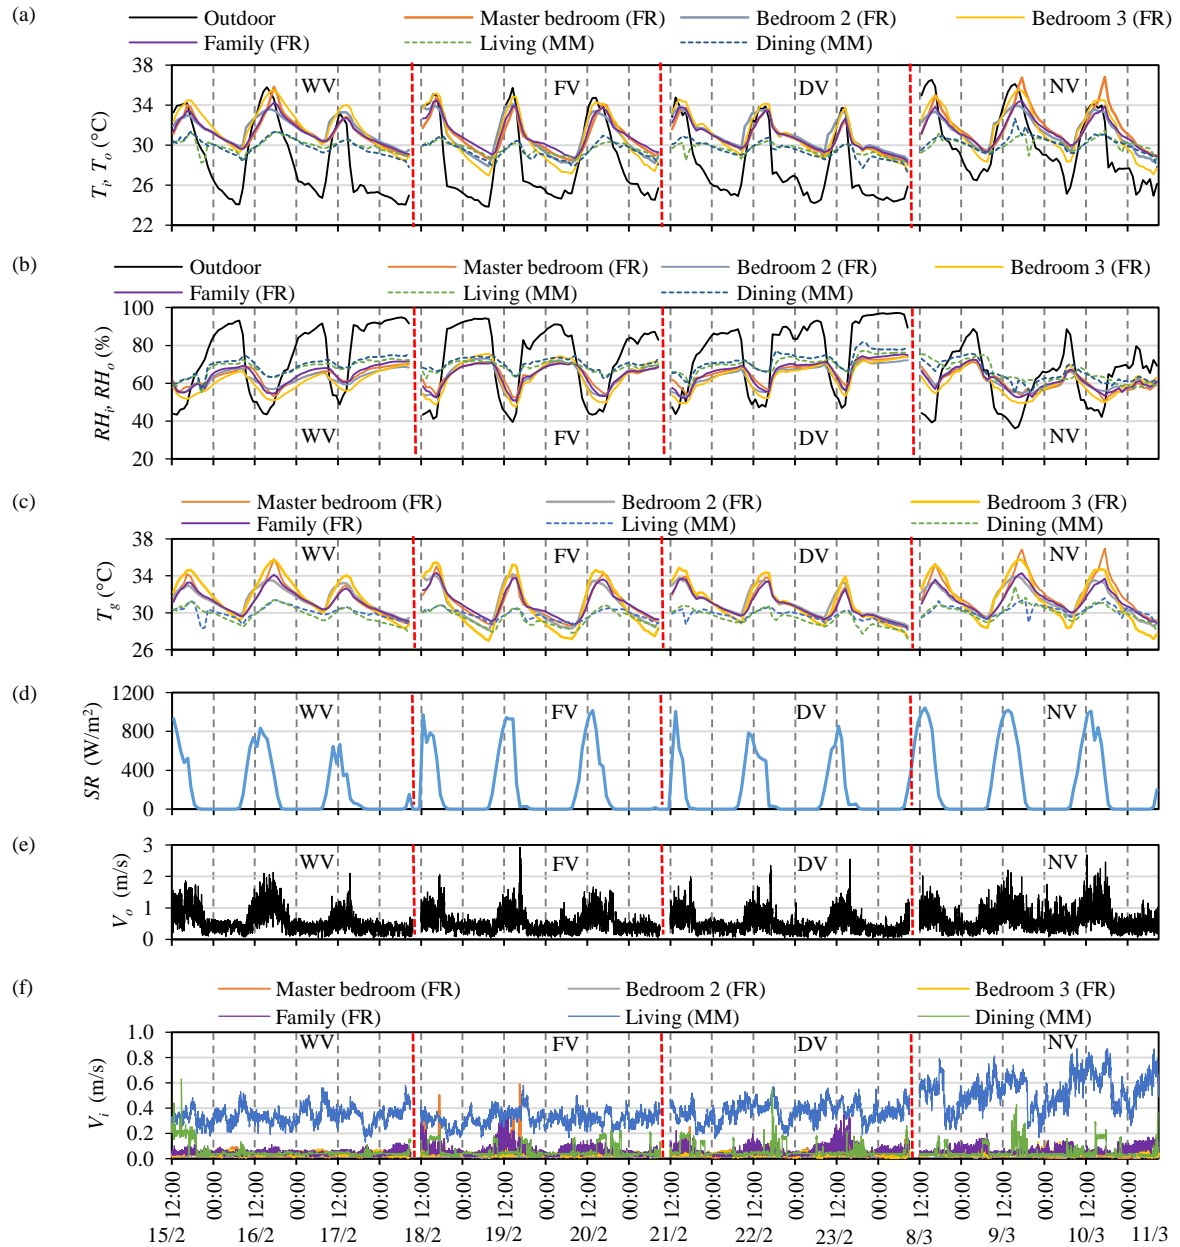 (a)
Outdoor Master bedroom (FR) Bedroom 2 (FR) Bedroom 3 (FR)
Family (FR) Living (MM) Dining (MM)
Ti, To (°C)
38
34
30
26
22
WV FV DV NV
(b)
Outdoor Master bedroom (FR) Bedroom 2 (FR) Bedroom 3 (FR)
Family (FR) Living (MM) Dining (MM)
RHi, RHo (%)
100
80
60
40
20
WV FV DV NV
(c)
Master bedroom (FR) Bedroom 2 (FR) Bedroom 3 (FR)
Family (FR) Living (MM) Dining (MM)
Tg (°C)
38
34
30
26
WV FV DV NV
(d)
SR (W/m²)
1200
800
400
0
WV FV DV NV
(e)
Vo (m/s)
3
2
1
0
WV FV DV NV
(f)
Master bedroom (FR) Bedroom 2 (FR) Bedroom 3 (FR)
Family (FR) Living (MM) Dining (MM)
Vi (m/s)
1.0
0.8
0.6
0.4
0.2
0.0
WV FV DV NV
12:00 00:00 12:00 00:00 12:00 00:00 12:00 00:00 12:00 00:00 12:00 00:00 12:00 00:00 12:00 00:00 12:00 00:00 12:00 00:00 12:00 00:00 12:00 00:00
15/2 16/2 17/2 18/2 19/2 20/2 21/2 22/2 23/2 8/3 9/3 10/3 11/3